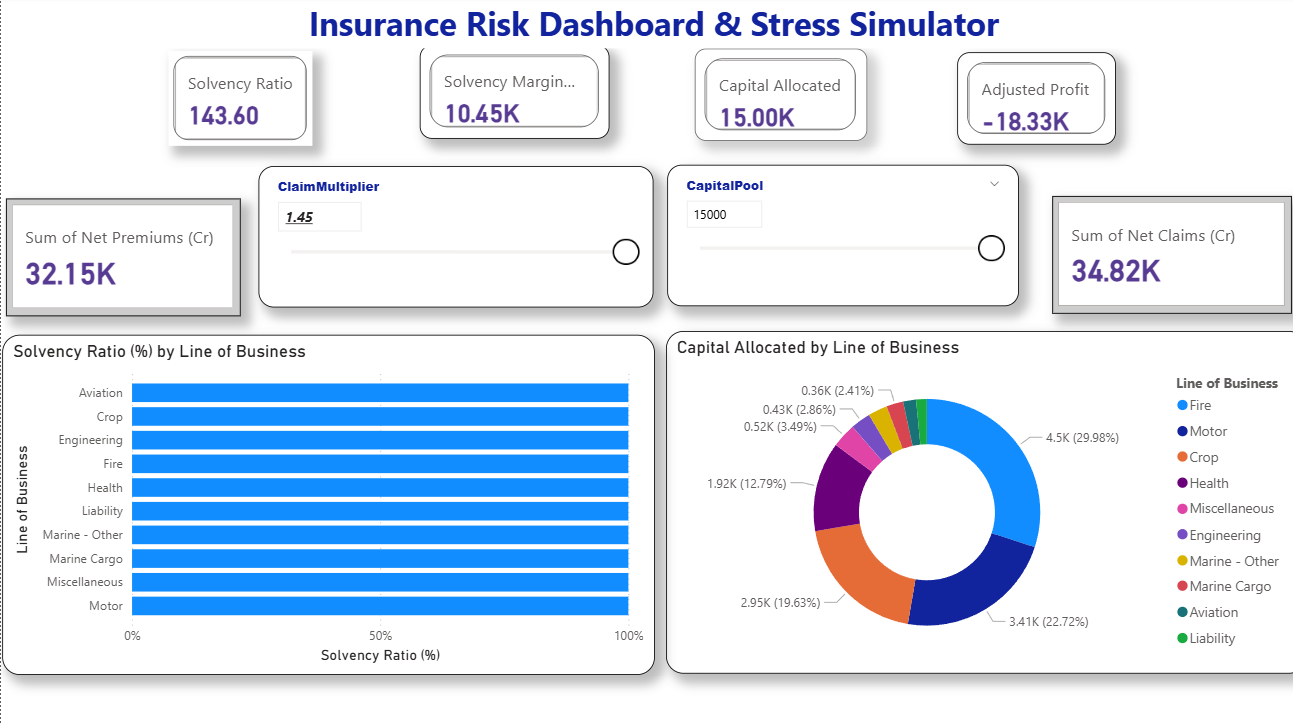 Insurance Risk Dashboard & Stress Simulator
Solvency Ratio
143.60
Solvency Margin...
10.45K
Capital Allocated
15.00K
Adjusted Profit
-18.33K
Sum of Net Premiums (Cr)
32.15K
ClaimMultiplier
1.45
CapitalPool
15000
Sum of Net Claims (Cr)
34.82K
Solvency Ratio (%) by Line of Business
Line of Business
Aviation
Crop
Engineering
Fire
Health
Liability
Marine - Other
Marine Cargo
Miscellaneous
Motor
0%
50%
100%
Solvency Ratio (%)
Capital Allocated by Line of Business
0.36K (2.41%)
0.43K (2.86%)
0.52K (3.49%)
1.92K (12.79%)
2.95K (19.63%)
4.5K (29.98%)
3.41K (22.72%)
Line of Business
Fire
Motor
Crop
Health
Miscellaneous
Engineering
Marine - Other
Marine Cargo
Aviation
Liability